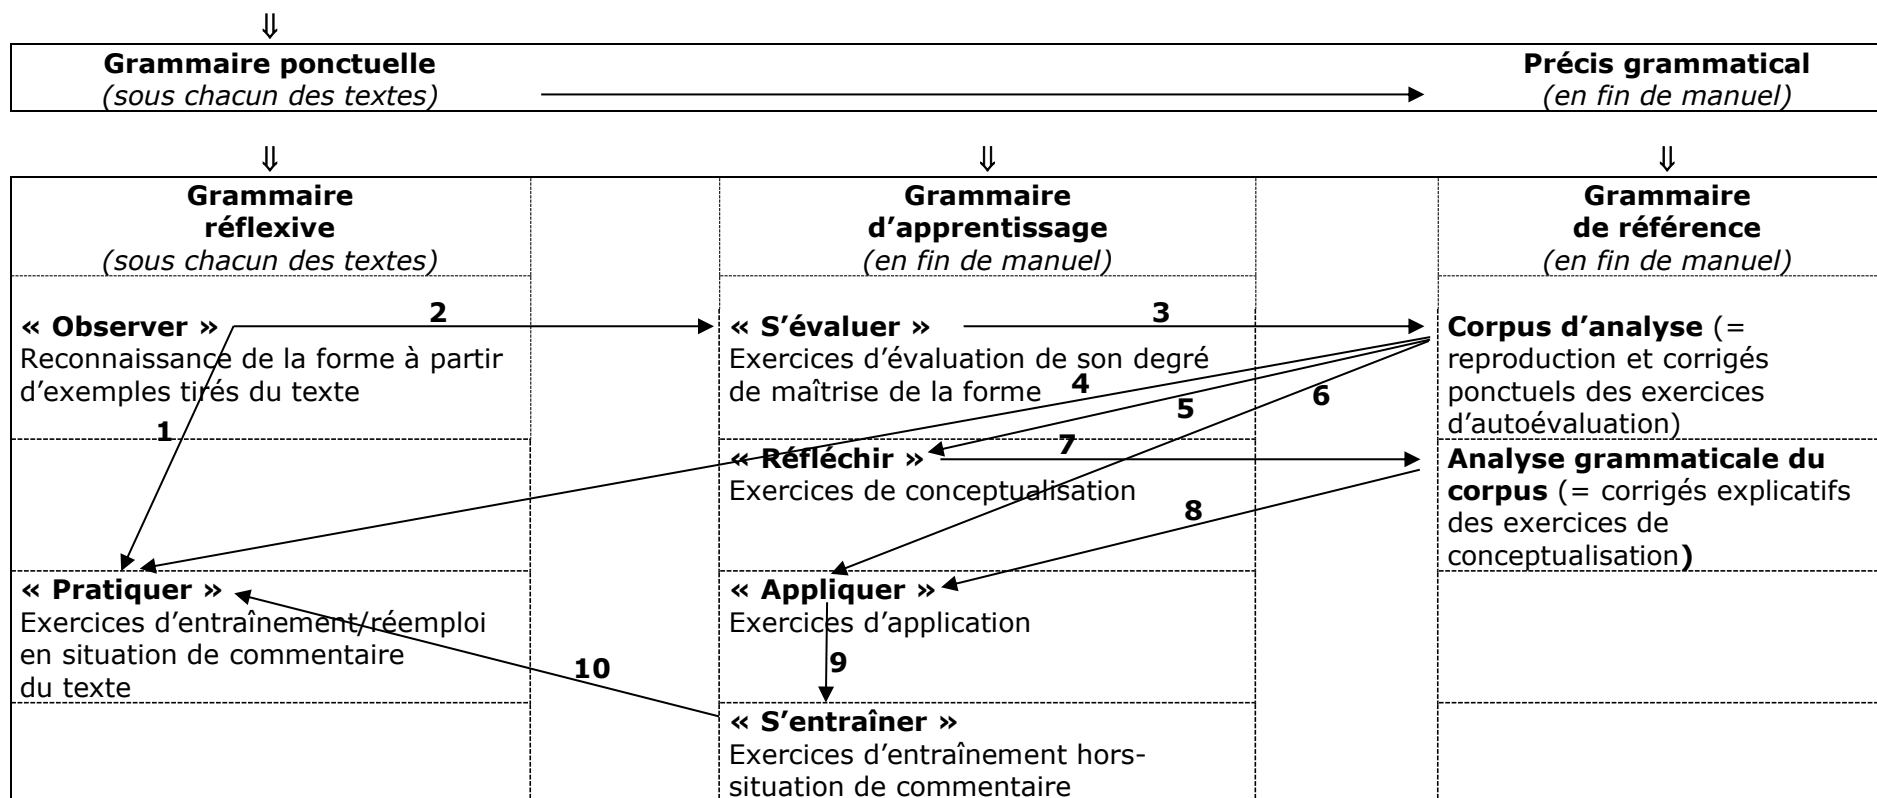 ⇓
Grammaire ponctuelle
(sous chacun des textes)
Précis grammatical
(en fin de manuel)
⇓
⇓
⇓
Grammaire
réflexive
(sous chacun des textes)
Grammaire
d’apprentissage
(en fin de manuel)
Grammaire
de référence
(en fin de manuel)
« Observer »
Reconnaissance de la forme à partir
d’exemples tirés du texte
2
1
« S’évaluer »
Exercices d’évaluation de son degré
de maîtrise de la forme
3
4
5
6
Corpus d’analyse (=
reproduction et corrigés
ponctuels des exercices
d’autoévaluation)
« Réfléchir »
Exercices de conceptualisation
7
8
Analyse grammaticale du
corpus (= corrigés explicatifs
des exercices de
conceptualisation)
« Pratiquer »
Exercices d’entraînement/réemploi
en situation de commentaire
du texte
10
« Appliquer »
Exercices d’application
9
« S’entraîner »
Exercices d’entraînement hors-
situation de commentaire